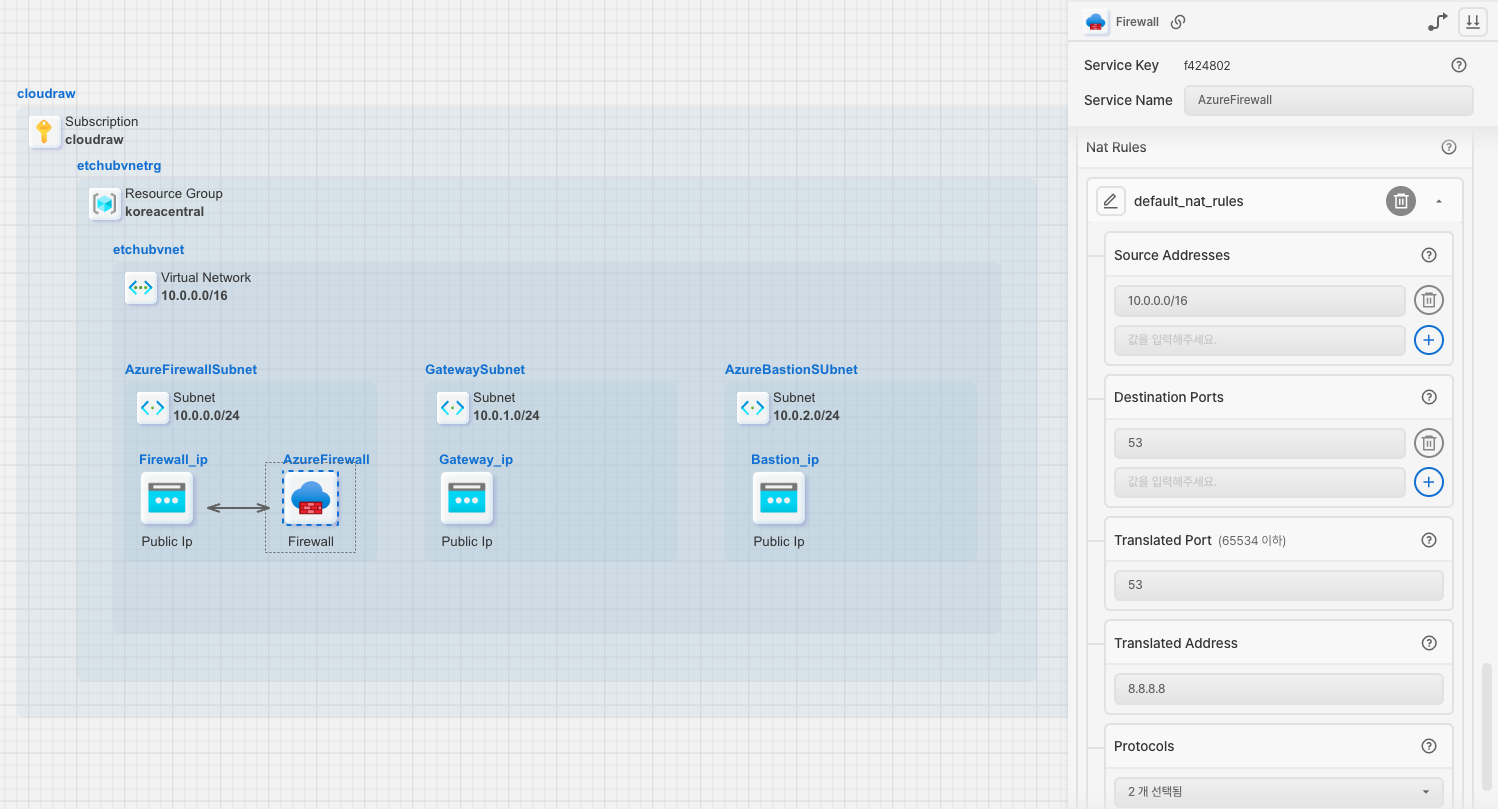 cloudraw
Subscription
cloudraw
etchubvnetrg
Resource Group
koreacentral
etchubvnet
Virtual Network
10.0.0.0/16
AzureFirewallSubnet
Subnet
10.0.0.0/24
Firewall_ip
Public Ip
AzureFirewall
Firewall
GatewaySubnet
Subnet
10.0.1.0/24
Gateway_ip
Public Ip
AzureBastionSUbnet
Subnet
10.0.2.0/24
Bastion_ip
Public Ip
Firewall
Service Key f424802
Service Name AzureFirewall
Nat Rules
default_nat_rules
Source Addresses
10.0.0.0/16
값을 입력해주세요.
Destination Ports
53
값을 입력해주세요.
Translated Port (65534 이하)
53
Translated Address
8.8.8.8
Protocols
2 개 선택됨